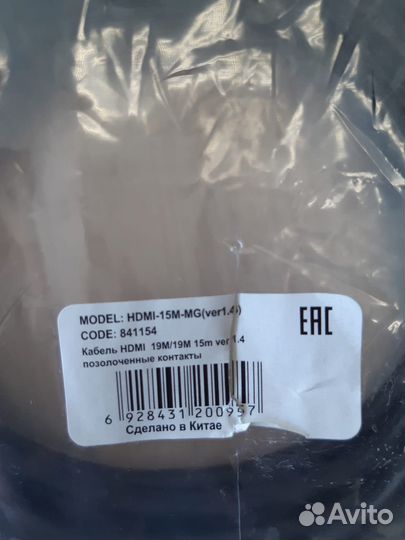 MODEL: HDMI-15M-MG(ver1.4)
CODE: 841154
Кабель HDMI 19M/19M 15m ver 1.4
позолоченные контакты
EAC
6 928431 200957
Сделано в Китае
Avito